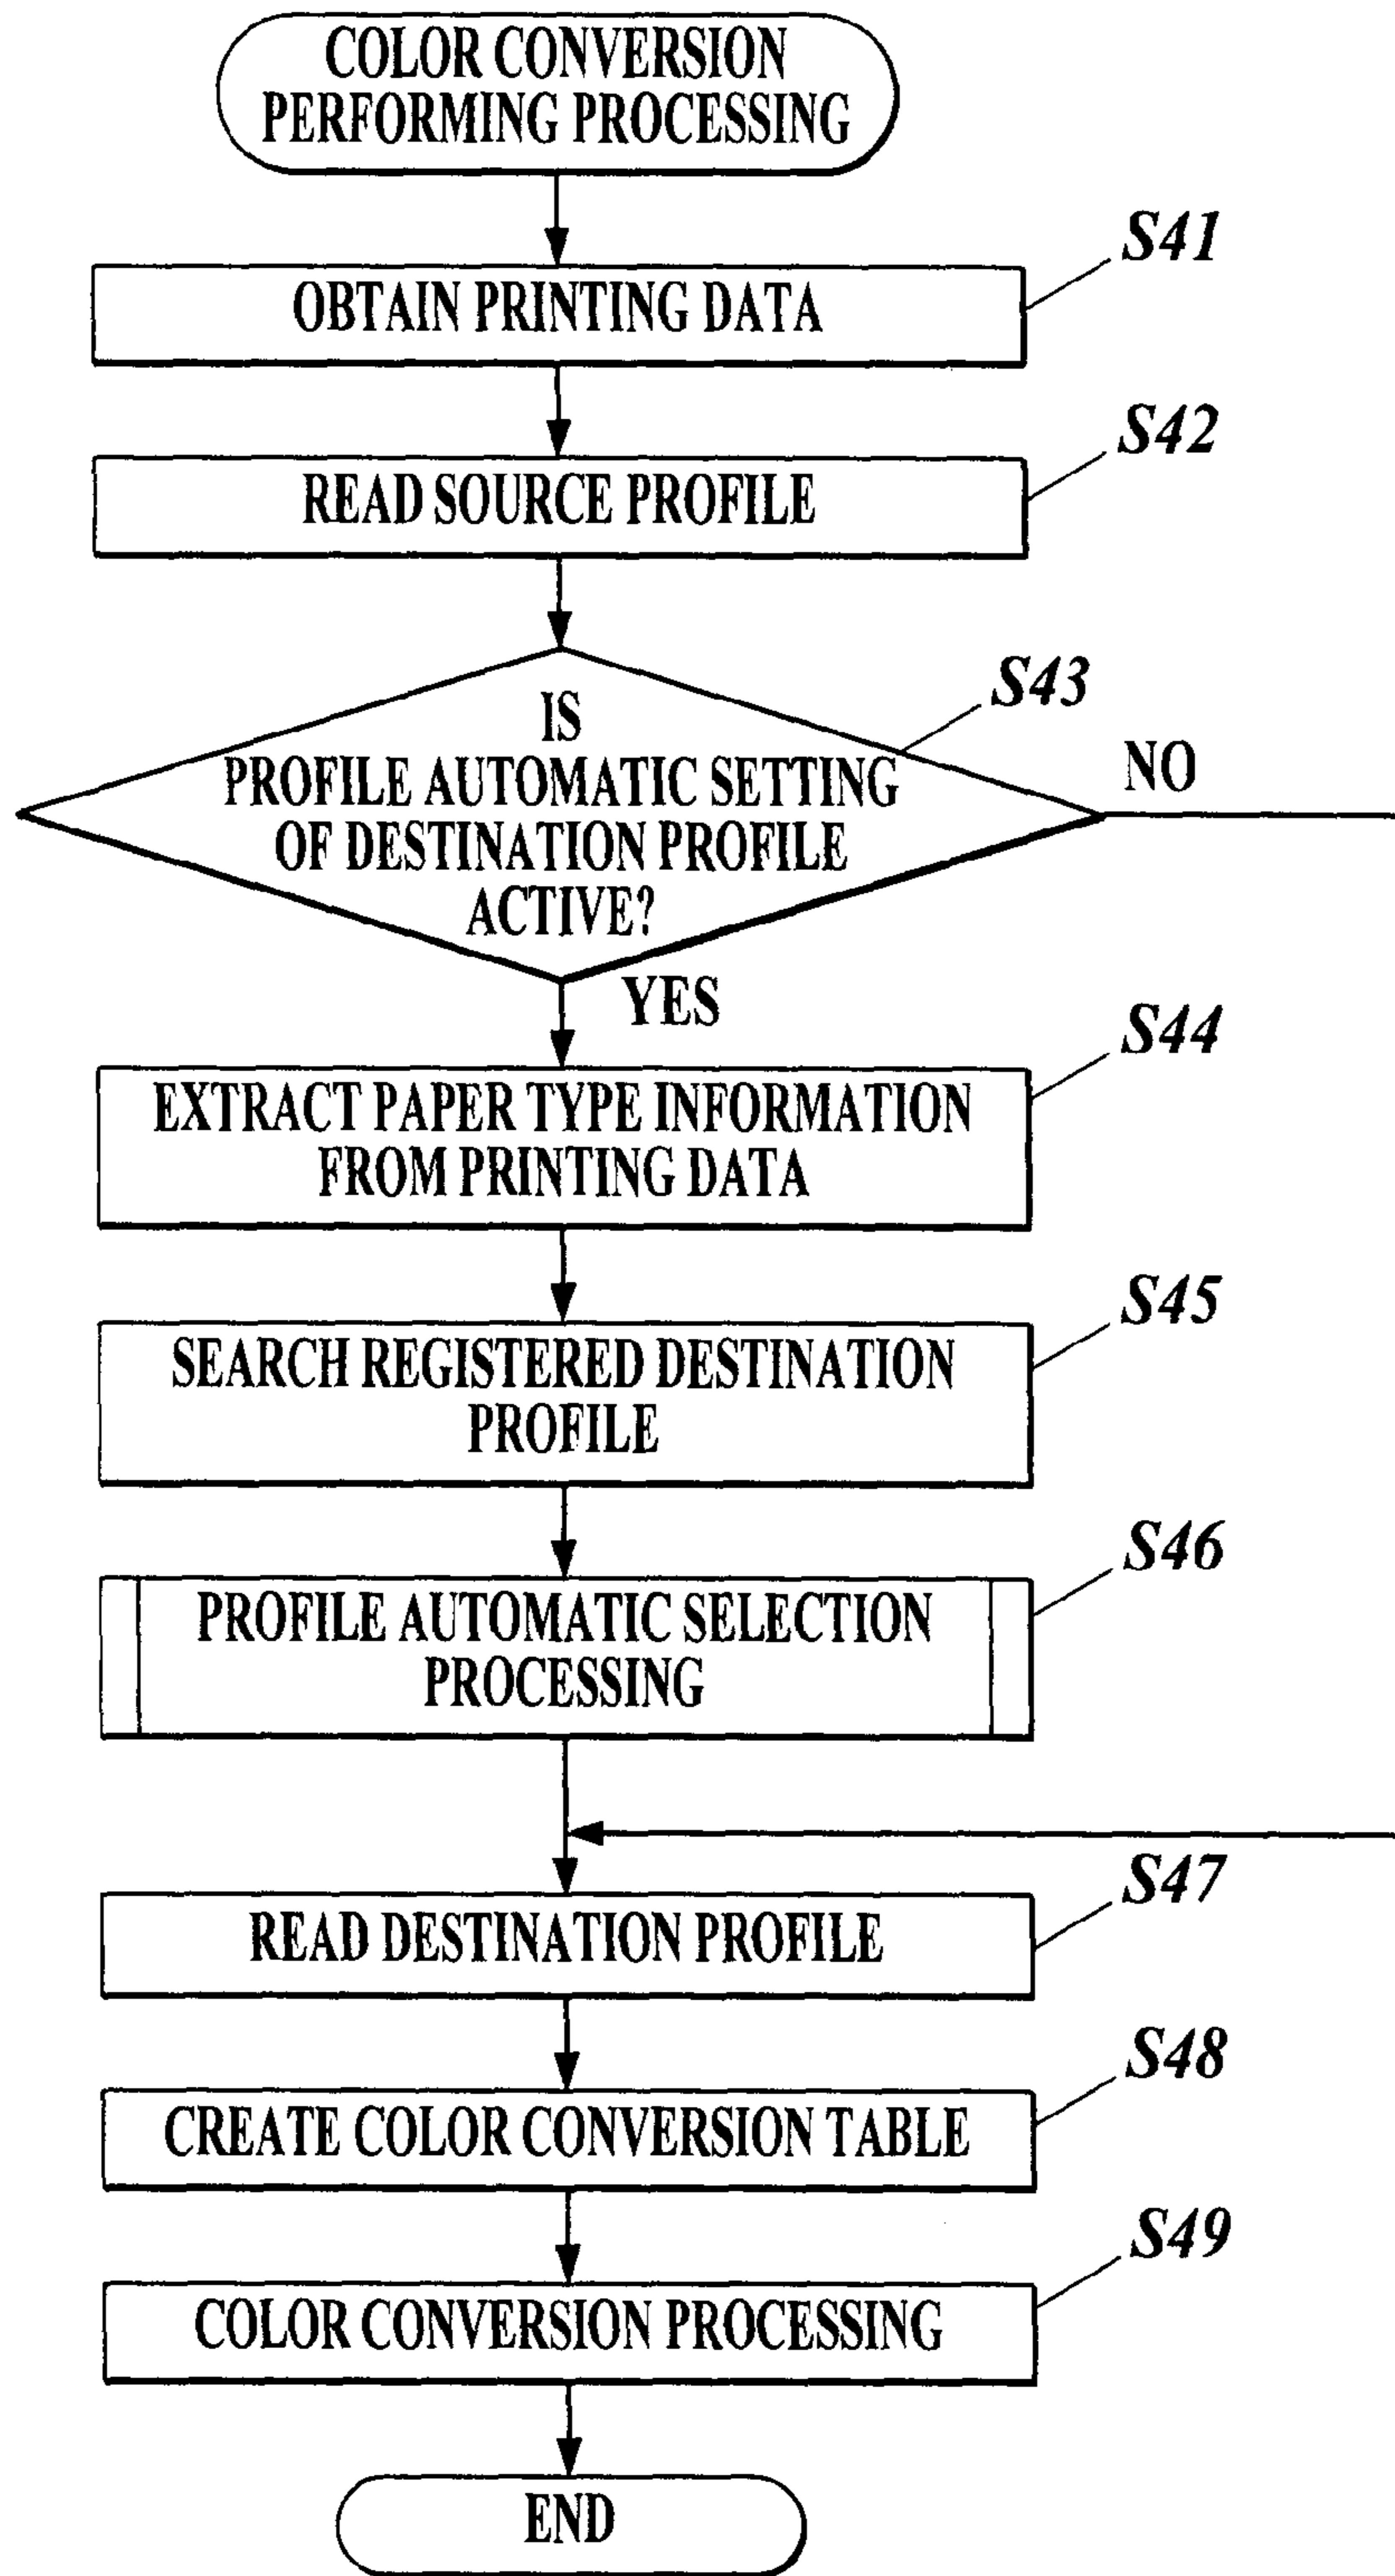 COLOR CONVERSION
PERFORMING PROCESSING
S41
OBTAIN PRINTING DATA
S42
READ SOURCE PROFILE
S43
IS
PROFILE AUTOMATIC SETTING
OF DESTINATION PROFILE
ACTIVE?
NO
YES
S44
EXTRACT PAPER TYPE INFORMATION
FROM PRINTING DATA
S45
SEARCH REGISTERED DESTINATION
PROFILE
S46
PROFILE AUTOMATIC SELECTION
PROCESSING
S47
READ DESTINATION PROFILE
S48
CREATE COLOR CONVERSION TABLE
S49
COLOR CONVERSION PROCESSING
END